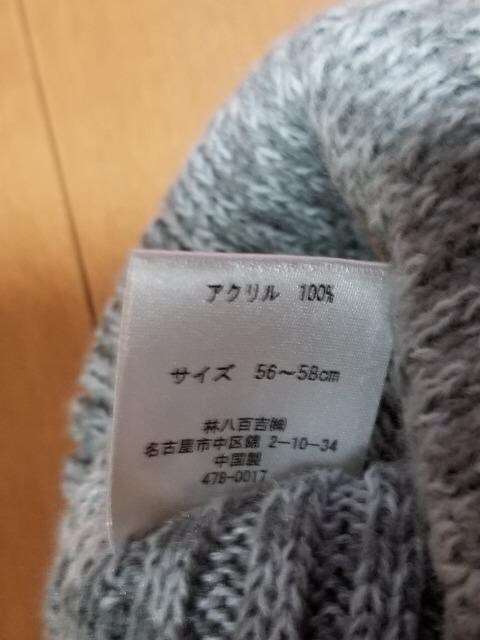 アクリル 100%
サイズ 56～58cm
林八百吉㈱
名古屋市中区錦 2-10-34
中国製
478-0017